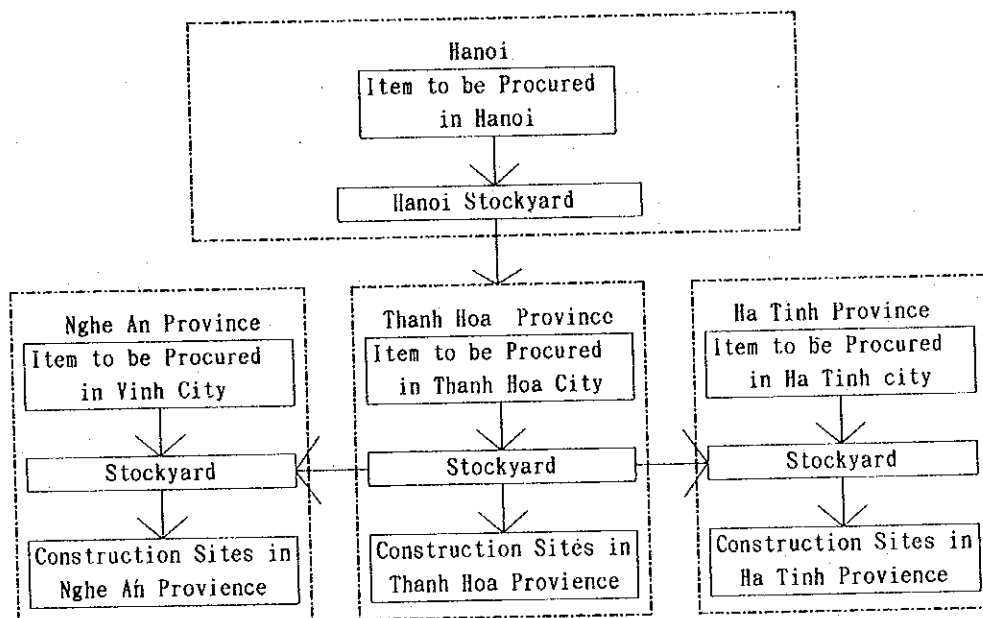 Hanoi
Item to be Procured
in Hanoi
Hanoi Stockyard
Nghe An Province
Item to be Procured
in Vinh City
Stockyard
Construction Sites in
Nghe An Provience
Thanh Hoa Province
Item to be Procured
in Thanh Hoa City
Stockyard
Construction Sites in
Thanh Hoa Provience
Ha Tinh Province
Item to be Procured
in Ha Tinh city
Stockyard
Construction Sites in
Ha Tinh Provience